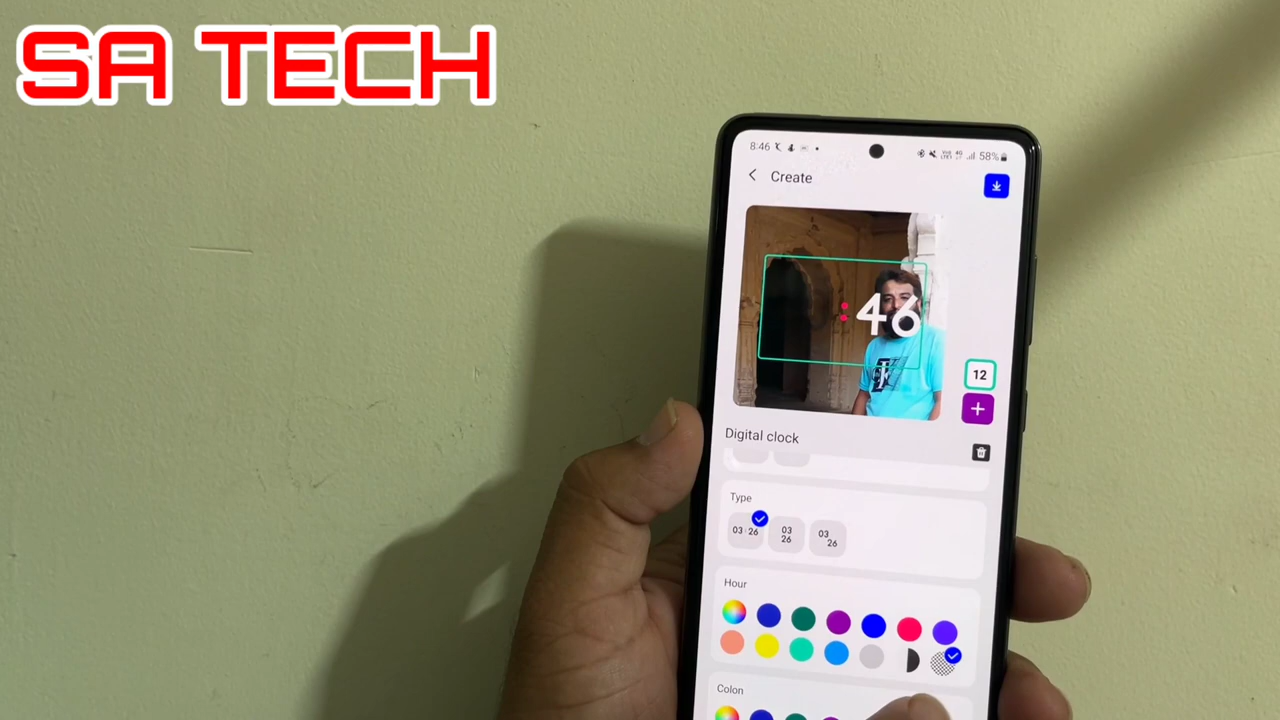 SA TECH
8:46
58%
Create
:46
12
+
Digital clock
Type
03:26
03
26
03
26
Hour
Colon